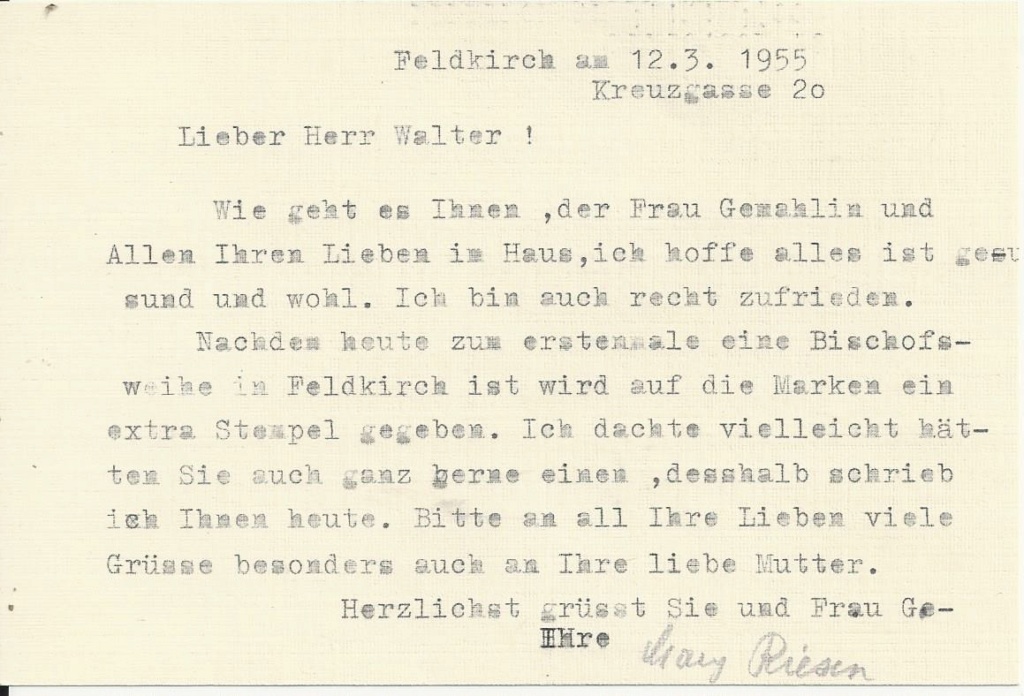 Feldkirch am 12.3. 1955
Kreuzgasse 2o
Lieber Herr Walter !
Wie geht es Ihnen ,der Frau Gemahlin und
Allen Ihren Lieben im Haus,ich hoffe alles ist gesu
sund und wohl. Ich bin auch recht zufrieden.
Nachdem heute zum erstenmale eine Bischofs-
weihe in Feldkirch ist wird auf die Marken ein
extra Stempel gegeben. Ich dachte vielleicht hät-
ten Sie auch ganz gerne einen ,desshalb schrieb
ich Ihnen heute. Bitte an all Ihre Lieben viele
Grüsse besonders auch an Ihre liebe Mutter.
Herzlichst grüsst Sie und Frau Ge-
Ihre Mary Riesen